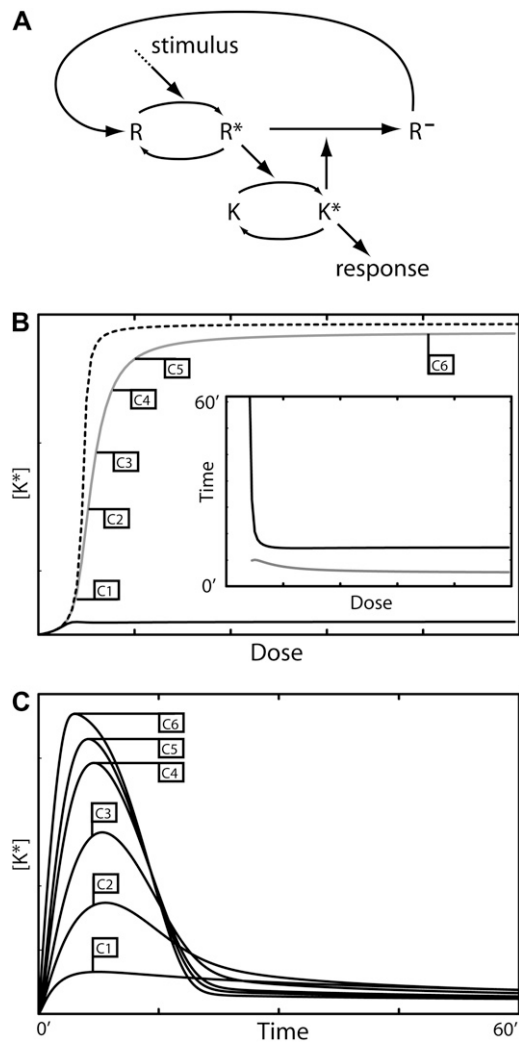 A
stimulus
R R* R⁻
K K*
response
B
[K*]
C5
C6
C4
C3
C2
C1
60'
Time
0'
Dose
Dose
C
[K*]
C6
C5
C4
C3
C2
C1
0' Time 60'